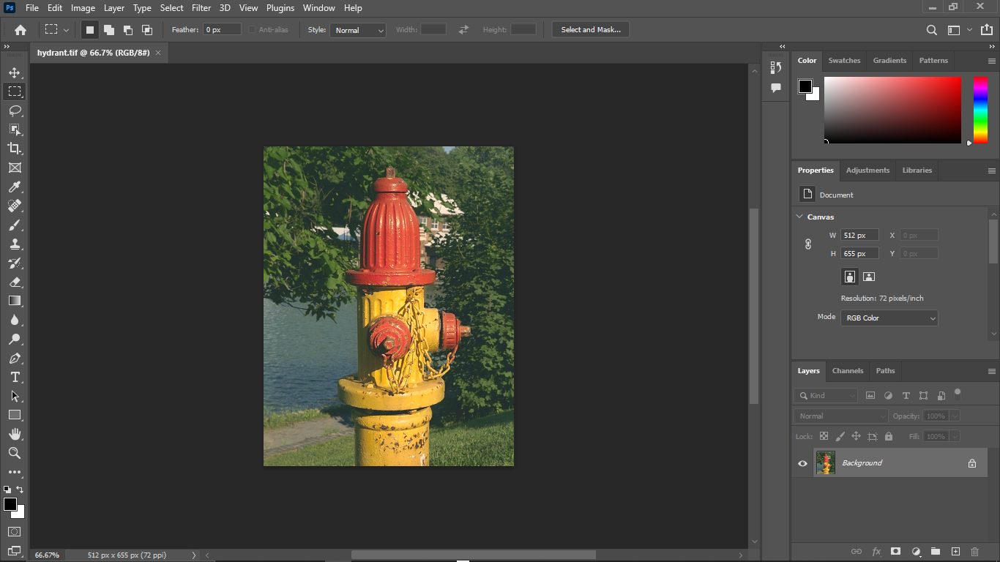 Ps File Edit Image Layer Type Select Filter 3D View Plugins Window Help
Feather: 0 px Anti-alias Style: Normal Width: Height: Select and Mask...
hydrant.tif @ 66.7% (RGB/8#)
Color Swatches Gradients Patterns
Properties Adjustments Libraries
Document
Canvas
W 512 px X 0 px
H 655 px Y 0 px
Resolution: 72 pixels/inch
Mode RGB Color
Layers Channels Paths
Kind
Normal Opacity: 100%
Lock: Fill: 100%
Background
66.67% 512 px x 655 px (72 ppi)
fx